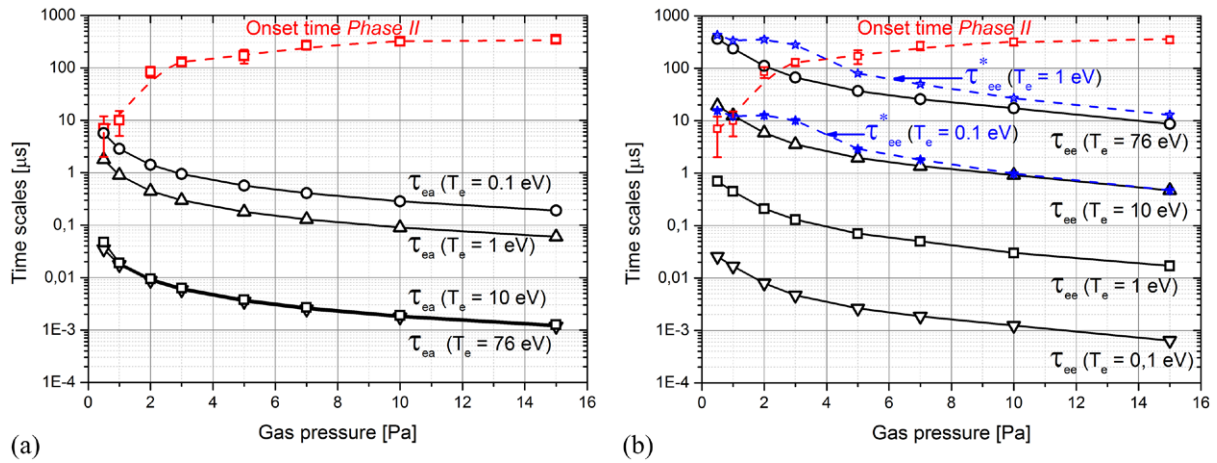 (a)
Time scales [µs]
1000
100
10
1
0,1
0,01
1E-3
1E-4
Onset time Phase II
τea (Te = 0.1 eV)
τea (Te = 1 eV)
τea (Te = 10 eV)
τea (Te = 76 eV)
0 2 4 6 8 10 12 14 16
Gas pressure [Pa]
(b)
Time scales [µs]
1000
100
10
1
0,1
0,01
1E-3
1E-4
Onset time Phase II
τ*ee (Te = 1 eV)
τ*ee (Te = 0.1 eV)
τee (Te = 76 eV)
τee (Te = 10 eV)
τee (Te = 1 eV)
τee (Te = 0,1 eV)
0 2 4 6 8 10 12 14 16
Gas pressure [Pa]